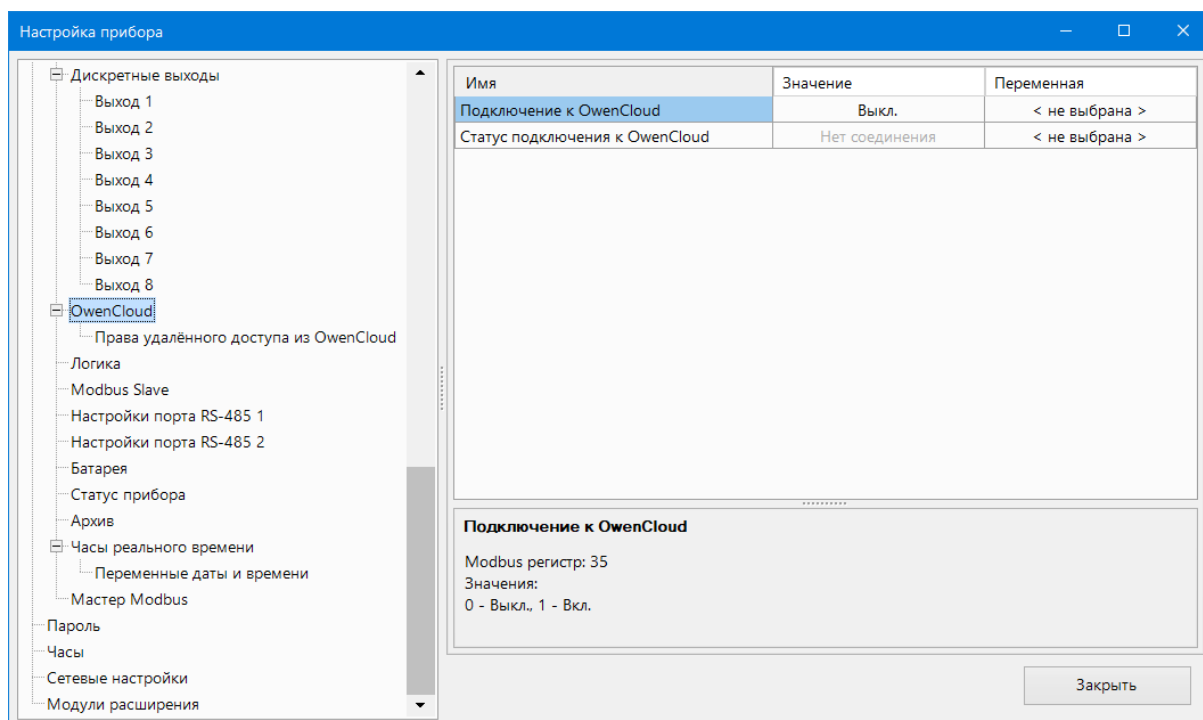 Настройка прибора
Дискретные выходы
Выход 1
Выход 2
Выход 3
Выход 4
Выход 5
Выход 6
Выход 7
Выход 8
OwenCloud
Права удалённого доступа из OwenCloud
Логика
Modbus Slave
Настройки порта RS-485 1
Настройки порта RS-485 2
Батарея
Статус прибора
Архив
Часы реального времени
Переменные даты и времени
Мастер Modbus
Пароль
Часы
Сетевые настройки
Модули расширения
Имя Значение Переменная
Подключение к OwenCloud Выкл. < не выбрана >
Статус подключения к OwenCloud Нет соединения < не выбрана >
Подключение к OwenCloud
Modbus регистр: 35
Значения:
0 - Выкл., 1 - Вкл.
Закрыть